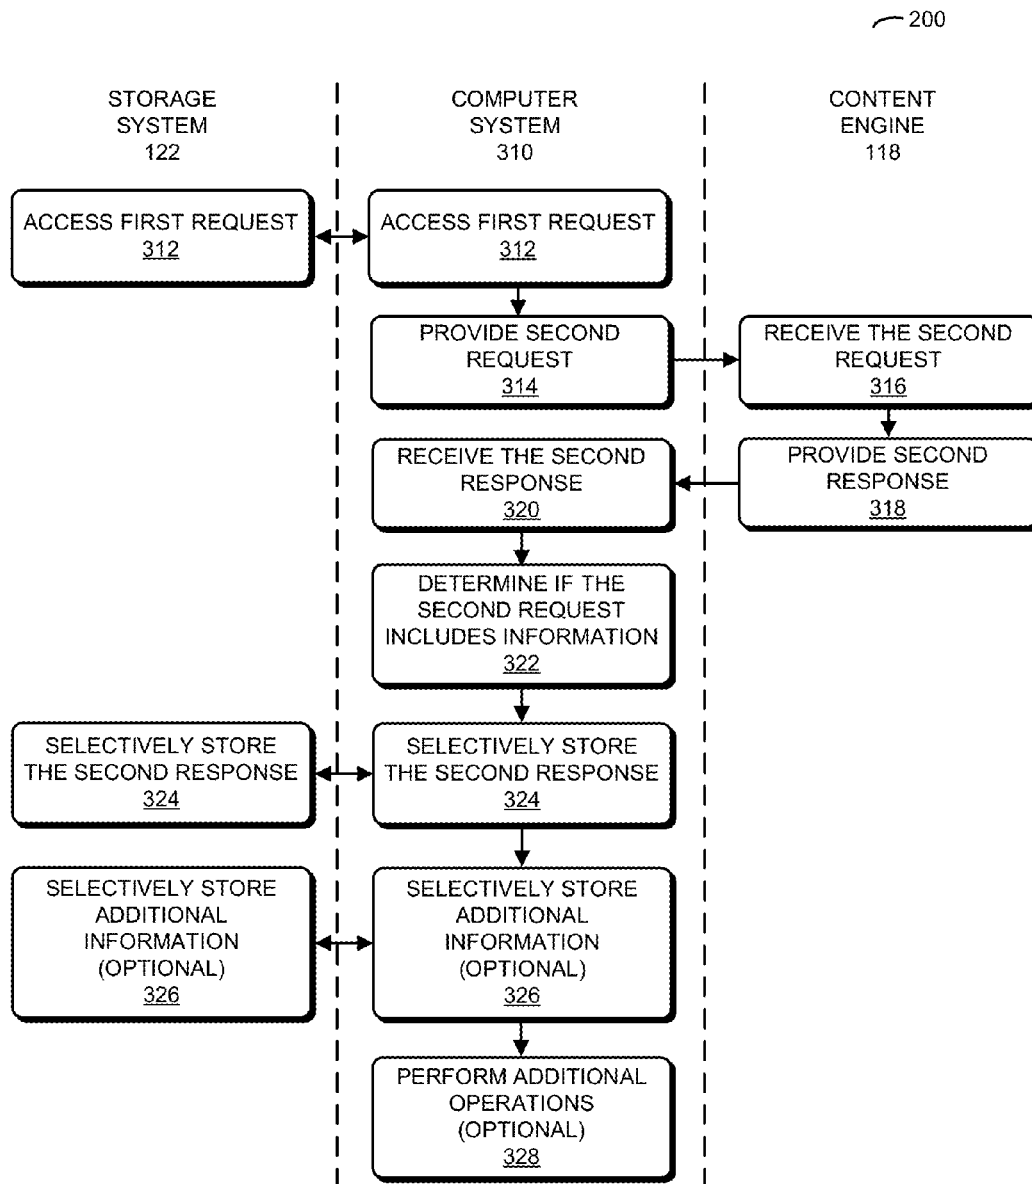 200
STORAGE
SYSTEM
122
COMPUTER
SYSTEM
310
CONTENT
ENGINE
118
ACCESS FIRST REQUEST
312
ACCESS FIRST REQUEST
312
PROVIDE SECOND
REQUEST
314
RECEIVE THE SECOND
REQUEST
316
RECEIVE THE SECOND
RESPONSE
320
PROVIDE SECOND
RESPONSE
318
DETERMINE IF THE
SECOND REQUEST
INCLUDES INFORMATION
322
SELECTIVELY STORE
THE SECOND RESPONSE
324
SELECTIVELY STORE
THE SECOND RESPONSE
324
SELECTIVELY STORE
ADDITIONAL
INFORMATION
(OPTIONAL)
326
SELECTIVELY STORE
ADDITIONAL
INFORMATION
(OPTIONAL)
326
PERFORM ADDITIONAL
OPERATIONS
(OPTIONAL)
328